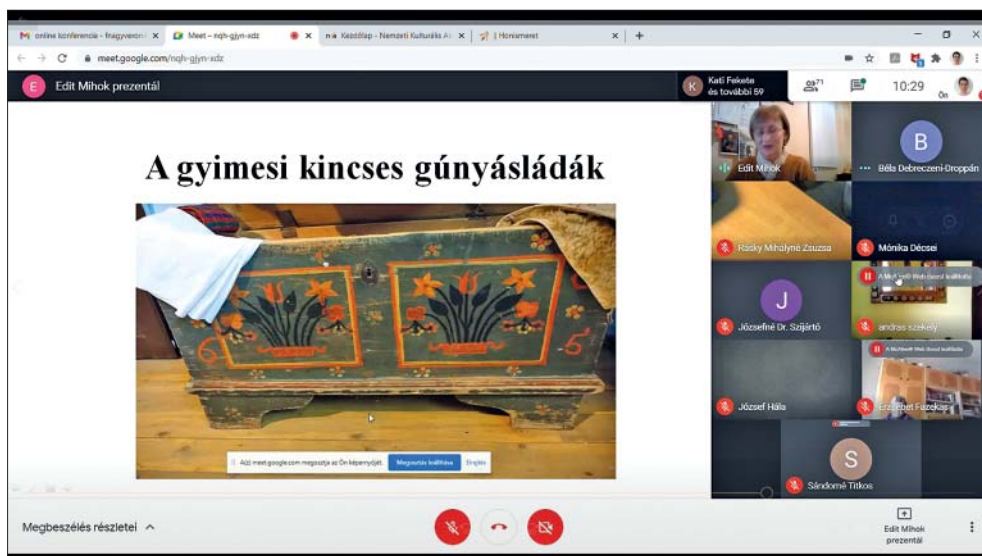 online konferencia - fnagyveron
Meet – nqh-gjyn-xdz
Kezdőlap - Nemzeti Kulturális A
Honismeret
meet.google.com/nqh-gjyn-xdz
E
Edit Mihok prezentál
K
Kati Fekete
és további 59
71
10:29
Ön
A gyimesi kincses gúnyásládák
6
5
A(z) meet.google.com megosztja az Ön képernyőjét.
Megosztás leállítása
Elrejtés
Edit Mihok
B
Béla Debreczeni-Droppán
Rásky Mihályné Zsuzsa
Mónika Décsei
J
Józsefné Dr. Szijártó
andras szekely
József Hála
Erzsébet Fazekas
S
Sándorné Titkos
Megbeszélés részletei
Edit Mihok
prezentál